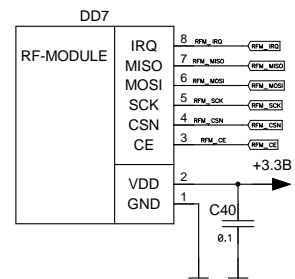 DD7
RF-MODULE
IRQ 8 RFM_IRQ RFM_IRQ
MISO 7 RFM_MISO RFM_MISO
MOSI 6 RFM_MOSI RFM_MOSI
SCK 5 RFM_SCK RFM_SCK
CSN 4 RFM_CSN RFM_CSN
CE 3 RFM_CE RFM_CE
+3.3В
VDD 2
GND 1
C40
0.1